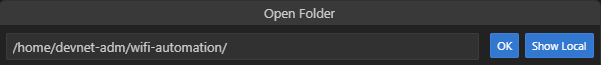 Open Folder
/home/devnet-adm/wifi-automation/
OK
Show Local